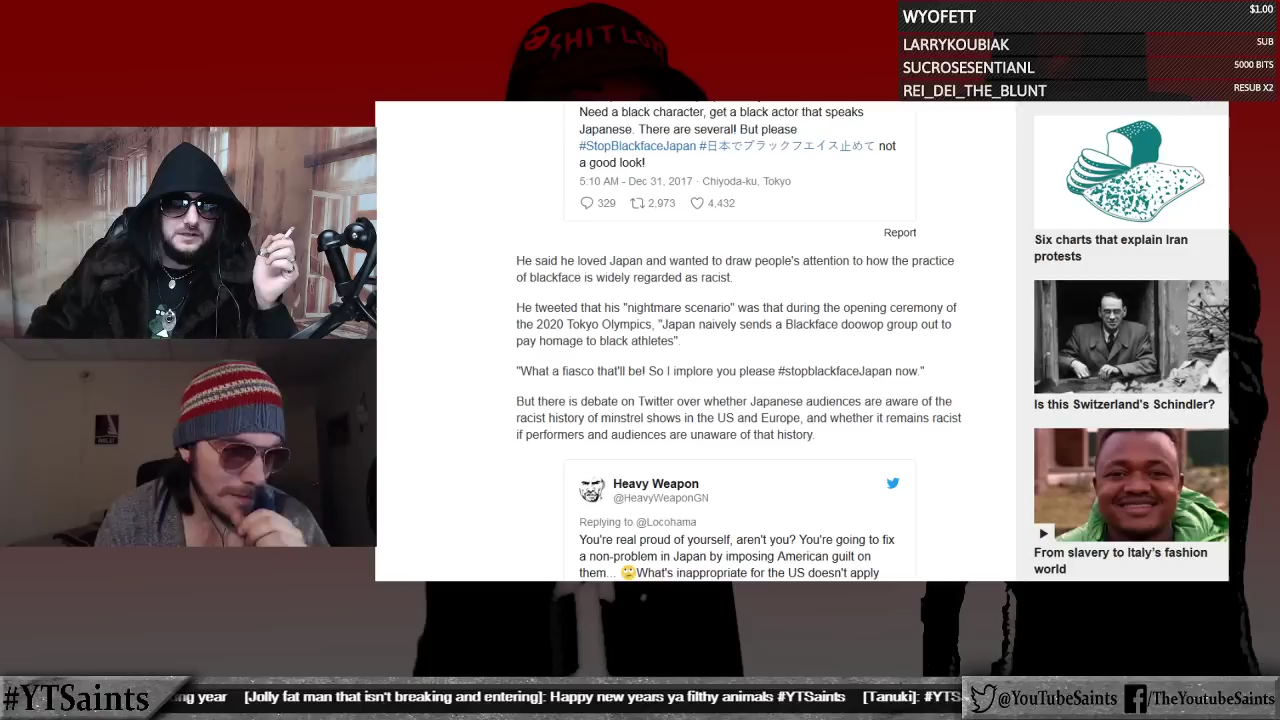 SHITLORD
WYOFETT
$1.00
LARRYKOUBIAK
SUB
SUCROSESENTIANL
5000 BITS
REI_DEI_THE_BLUNT
RESUB X2
Need a black character, get a black actor that speaks
Japanese. There are several! But please
#StopBlackfaceJapan #日本でブラックフェイス止めて not
a good look!
5:10 AM - Dec 31, 2017 · Chiyoda-ku, Tokyo
329 2,973 4,432
Report
He said he loved Japan and wanted to draw people's attention to how the practice
of blackface is widely regarded as racist.
He tweeted that his "nightmare scenario" was that during the opening ceremony of
the 2020 Tokyo Olympics, "Japan naively sends a Blackface doowop group out to
pay homage to black athletes".
"What a fiasco that'll be! So I implore you please #stopblackfaceJapan now."
But there is debate on Twitter over whether Japanese audiences are aware of the
racist history of minstrel shows in the US and Europe, and whether it remains racist
if performers and audiences are unaware of that history.
Heavy Weapon
@HeavyWeaponGN
Replying to @Locohama
You're real proud of yourself, aren't you? You're going to fix
a non-problem in Japan by imposing American guilt on
them... 🙄What's inappropriate for the US doesn't apply
Six charts that explain Iran
protests
Is this Switzerland's Schindler?
From slavery to Italy's fashion
world
#YTSaints
ng year [Jolly fat man that isn't breaking and entering]: Happy new years ya filthy animals #YTSaints [Tanuki]: #YTS
@YouTubeSaints
/TheYoutubeSaints